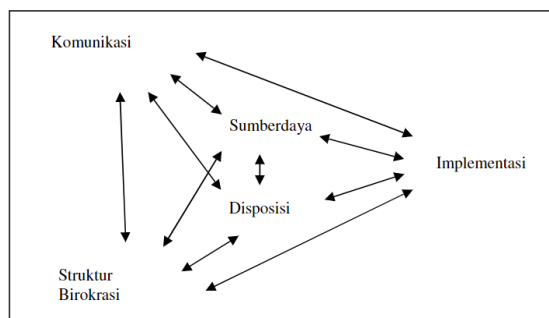 Komunikasi
Sumberdaya
Implementasi
Disposisi
Struktur
Birokrasi